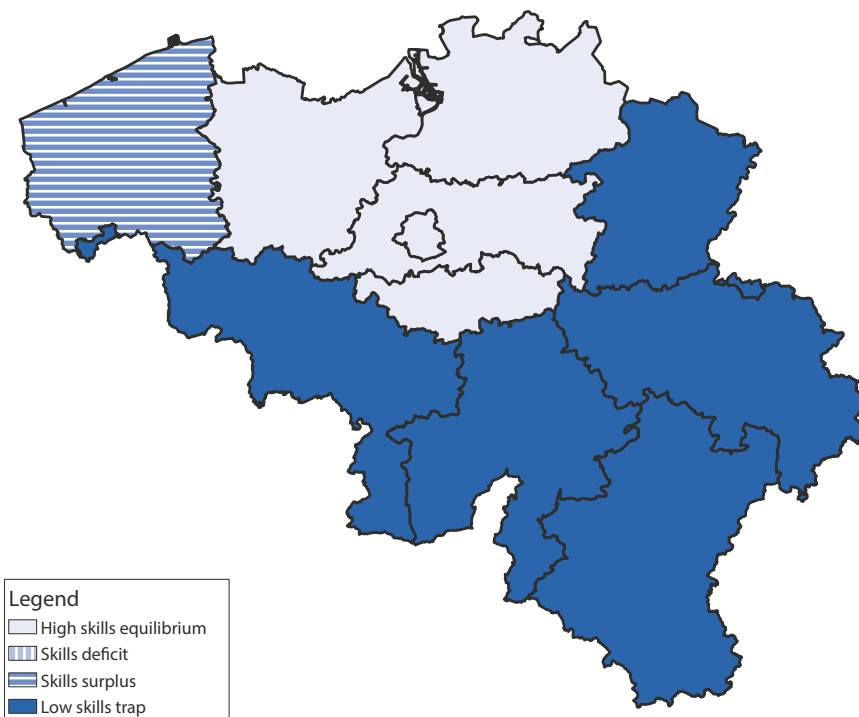 Legend
High skills equilibrium
Skills deficit
Skills surplus
Low skills trap